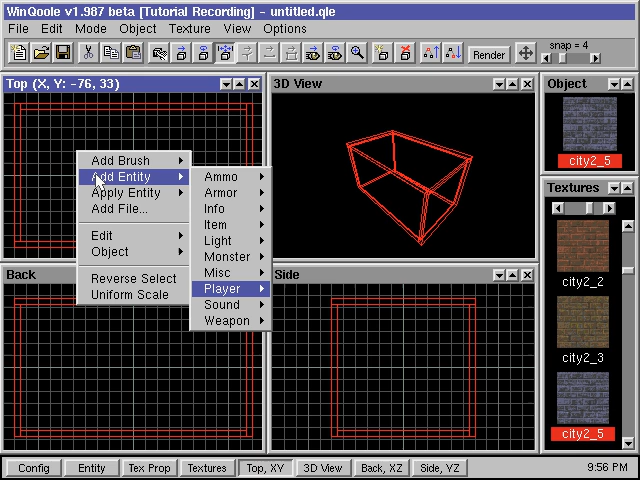 WinQoole v1.987 beta [Tutorial Recording] - untitled.qle
File Edit Mode Object Texture View Options
Render
snap = 4
Top (X, Y: -76, 33)
3D View
Object
city2_5
Add Brush
Add Entity
Apply Entity
Add File...
Edit
Object
Reverse Select
Uniform Scale
Ammo
Armor
Info
Item
Light
Monster
Misc
Player
Sound
Weapon
Textures
city2_2
city2_3
city2_5
Back
Side
Config Entity Tex Prop Textures Top, XY 3D View Back, XZ Side, YZ 9:56 PM